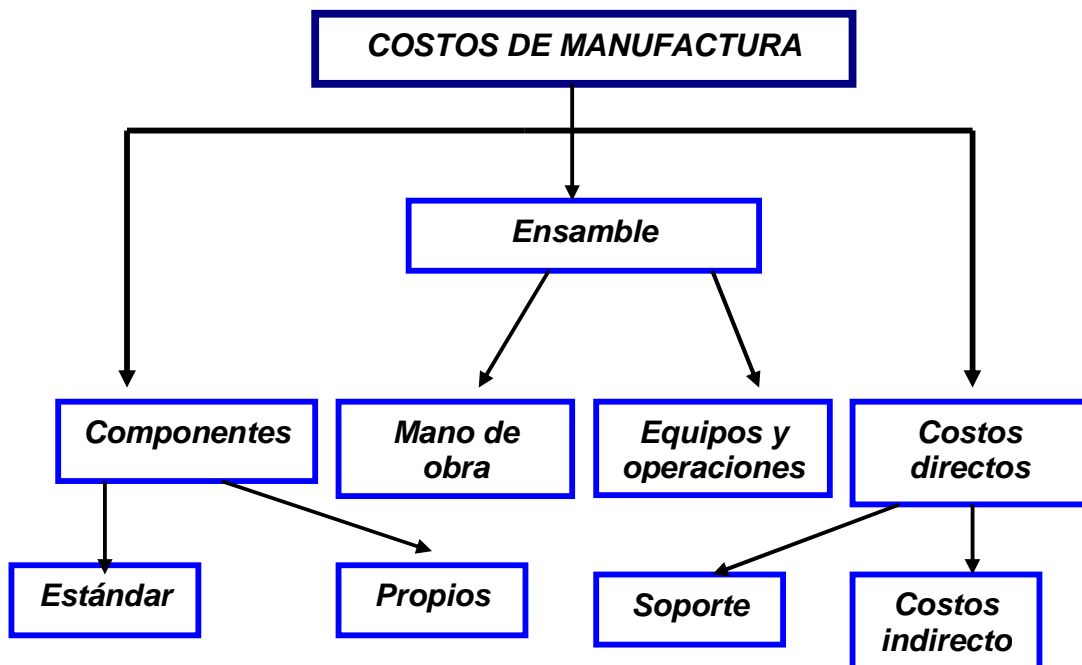 COSTOS DE MANUFACTURA
Ensamble
Componentes
Mano de
obra
Equipos y
operaciones
Costos
directos
Estándar
Propios
Soporte
Costos
indirecto